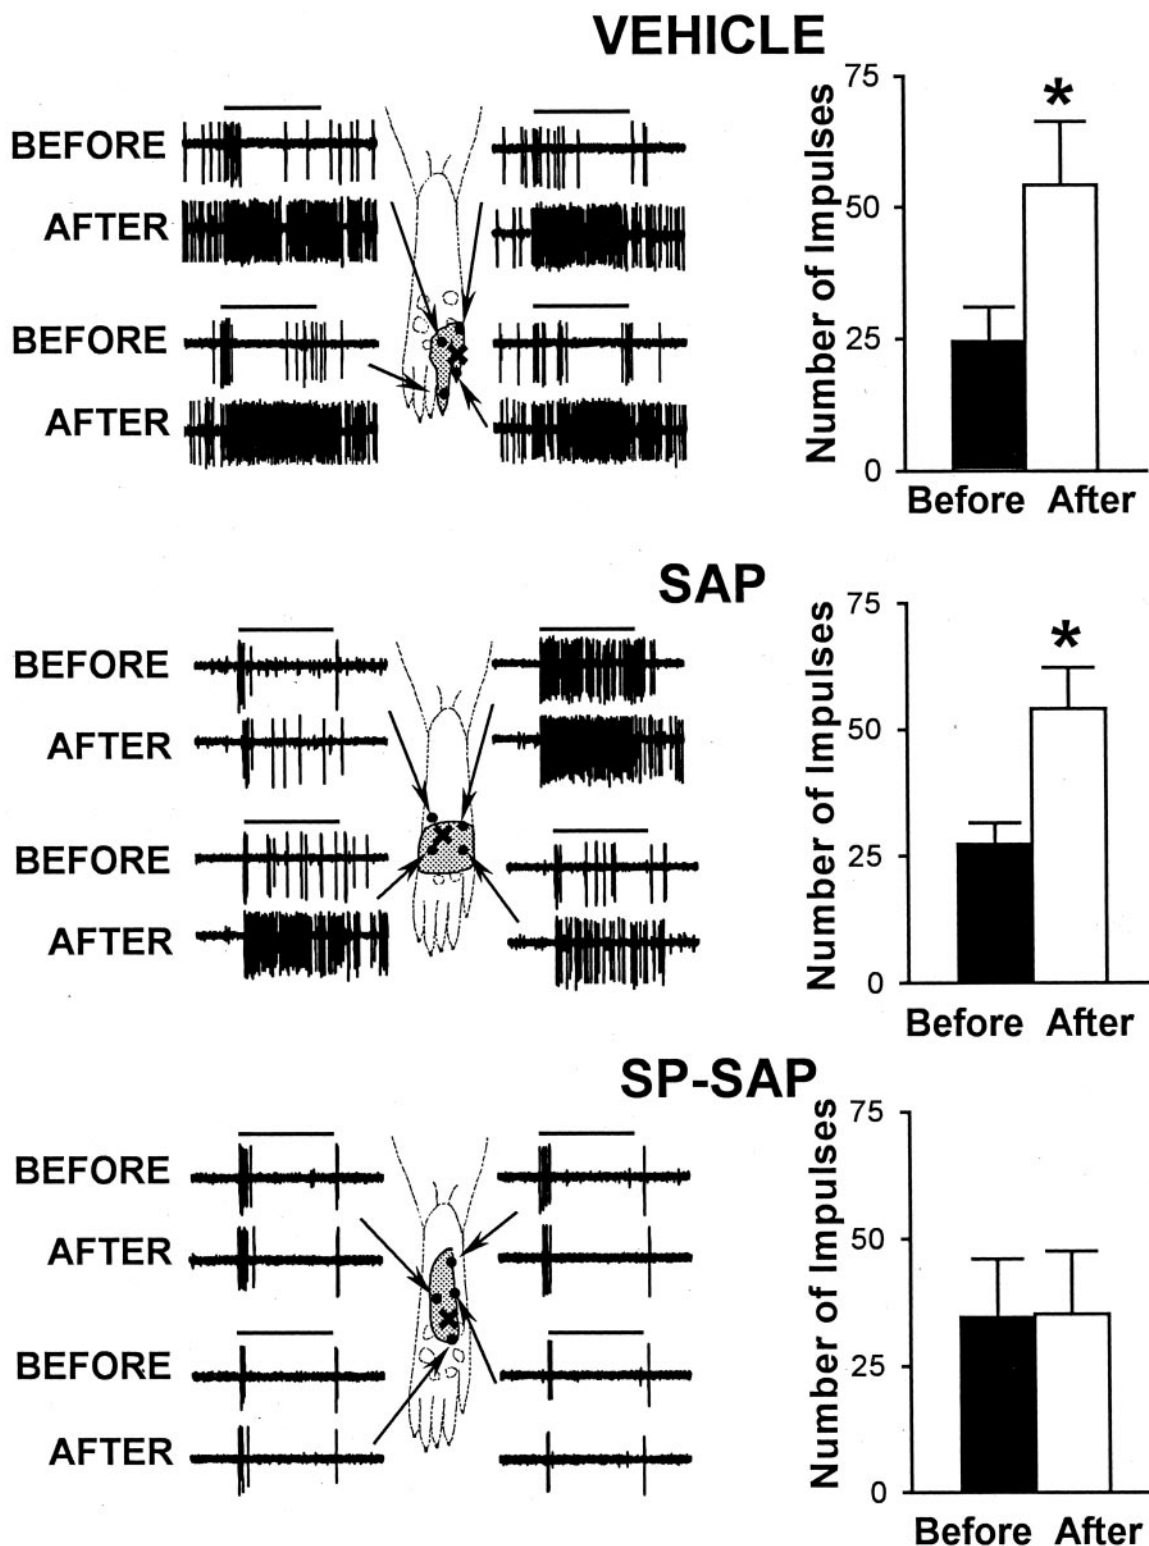 VEHICLE
BEFORE
AFTER
BEFORE
AFTER
Number of Impulses
75
*
50
25
0
Before After
SAP
BEFORE
AFTER
BEFORE
AFTER
Number of Impulses
75
*
50
25
0
Before After
SP-SAP
BEFORE
AFTER
BEFORE
AFTER
Number of Impulses
75
50
25
0
Before After